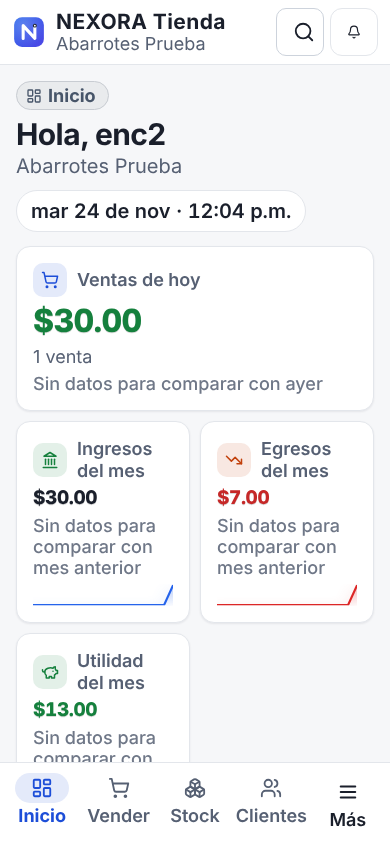 NEXORA Tienda
Abarrotes Prueba
Inicio
Hola, enc2
Abarrotes Prueba
mar 24 de nov · 12:04 p.m.
Ventas de hoy
$30.00
1 venta
Sin datos para comparar con ayer
Ingresos
del mes
$30.00
Sin datos para
comparar con
mes anterior
Egresos
del mes
$7.00
Sin datos para
comparar con
mes anterior
Utilidad
del mes
$13.00
Sin datos para
comparar con
Inicio
Vender
Stock
Clientes
Más